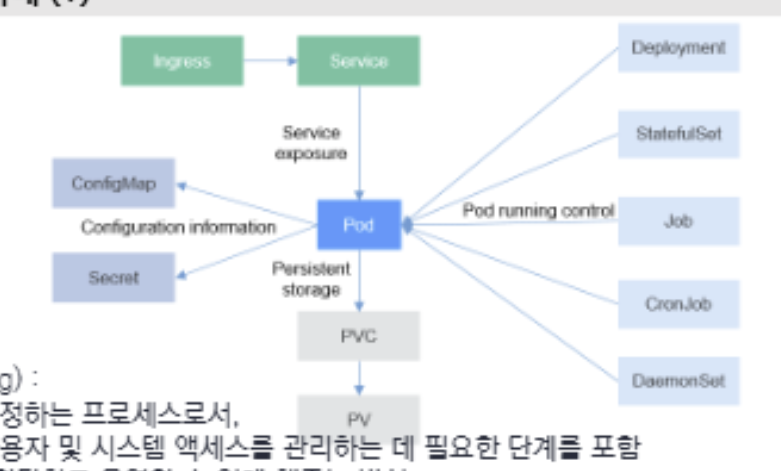 (1)
Ingress
Service
Deployment
Service
exposure
StatefulSet
ConfigMap
Configuration information
Pod
Pod running control
Job
Secret
Persistent
storage
CronJob
PVC
DaemonSet
PV
g) :
정하는 프로세스로서,
용자 및 시스템 액세스를 관리하는 데 필요한 단계를 포함